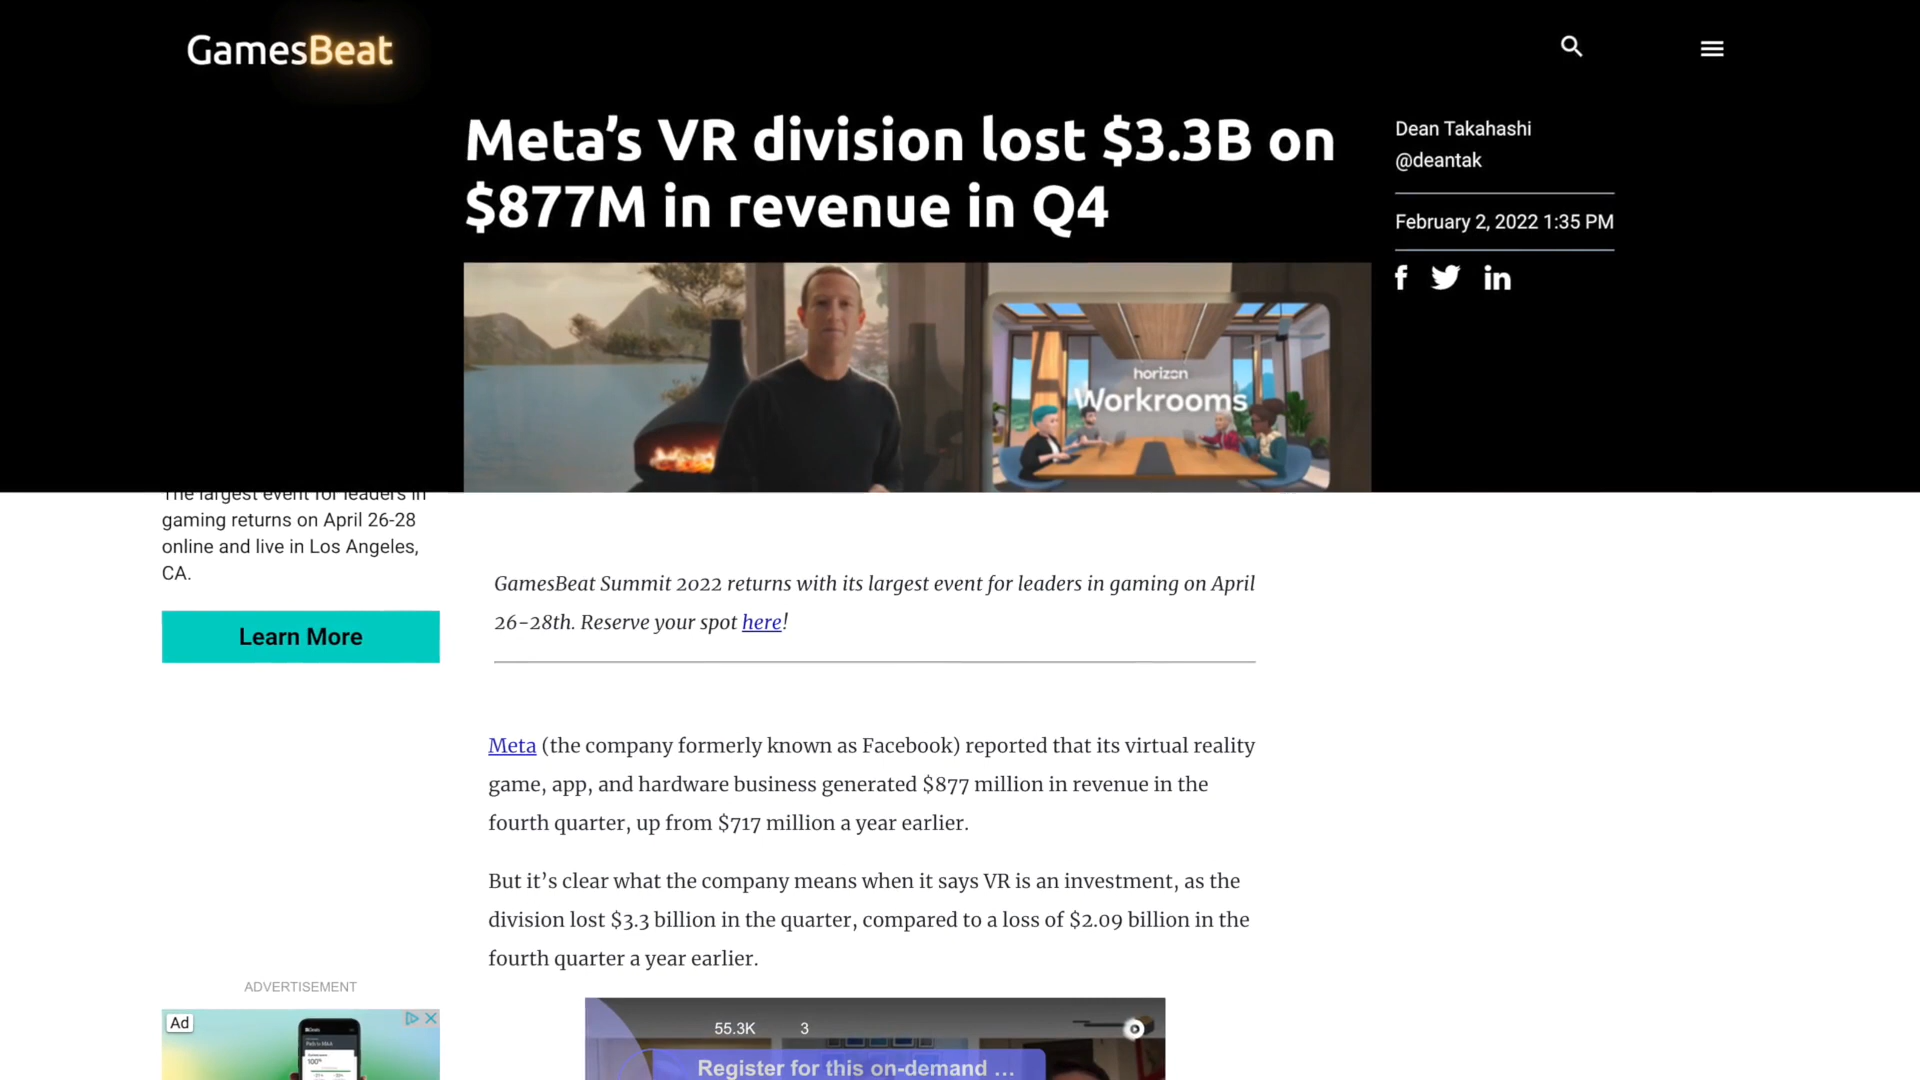 GamesBeat
Meta’s VR division lost $3.3B on
$877M in revenue in Q4
Dean Takahashi
@deantak
February 2, 2022 1:35 PM
horizon
Workrooms
The largest event for leaders in
gaming returns on April 26-28
online and live in Los Angeles,
CA.
Learn More
GamesBeat Summit 2022 returns with its largest event for leaders in gaming on April
26-28th. Reserve your spot here!
Meta (the company formerly known as Facebook) reported that its virtual reality
game, app, and hardware business generated $877 million in revenue in the
fourth quarter, up from $717 million a year earlier.
But it’s clear what the company means when it says VR is an investment, as the
division lost $3.3 billion in the quarter, compared to a loss of $2.09 billion in the
fourth quarter a year earlier.
ADVERTISEMENT
Ad
100%
55.3K 3
Register for this on-demand ...